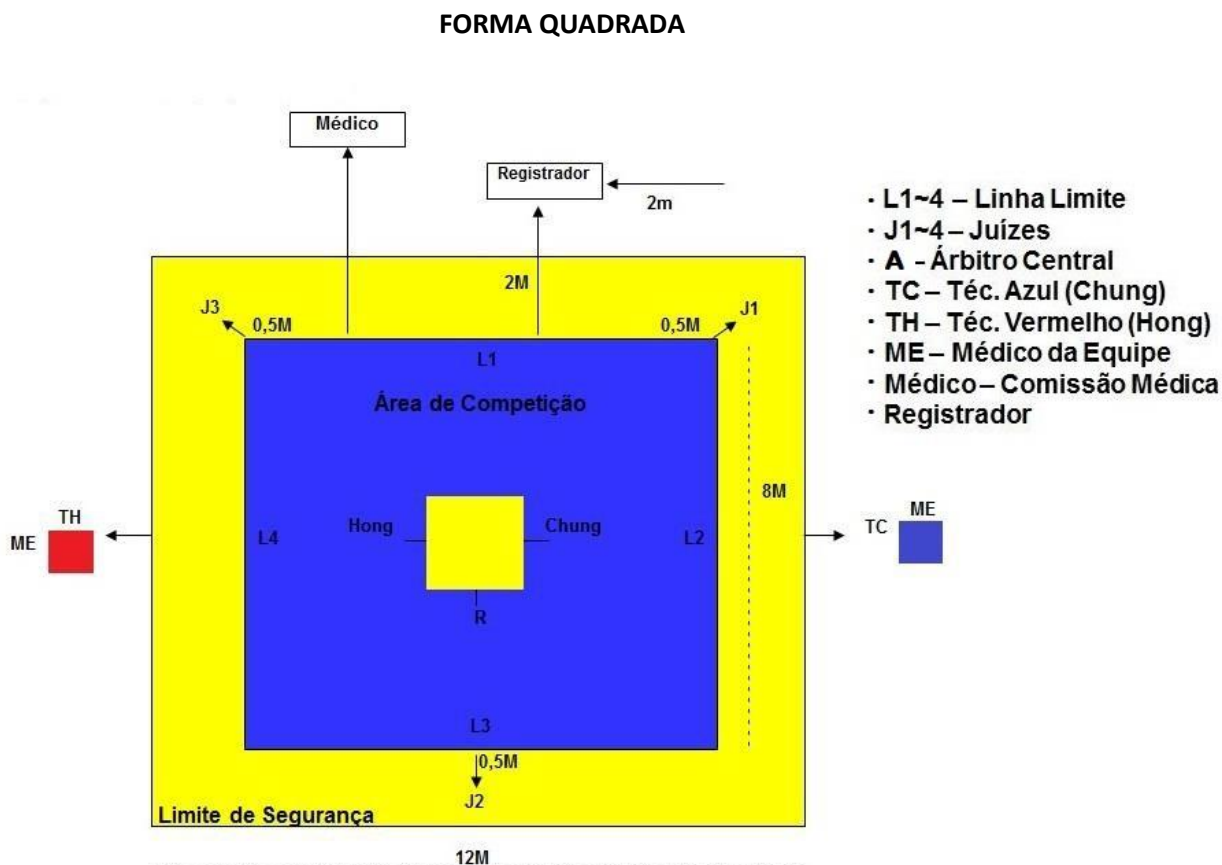 FORMA QUADRADA
Médico
Registrador
2m
2M
J3
0,5M
0,5M
J1
L1
Área de Competição
8M
TH
ME
Hong
Chung
L4
L2
TC
ME
R
L3
0,5M
J2
Limite de Segurança
12M
· L1~4 – Linha Limite
· J1~4 – Juízes
· A - Árbitro Central
· TC – Téc. Azul (Chung)
· TH – Téc. Vermelho (Hong)
· ME – Médico da Equipe
· Médico – Comissão Médica
· Registrador